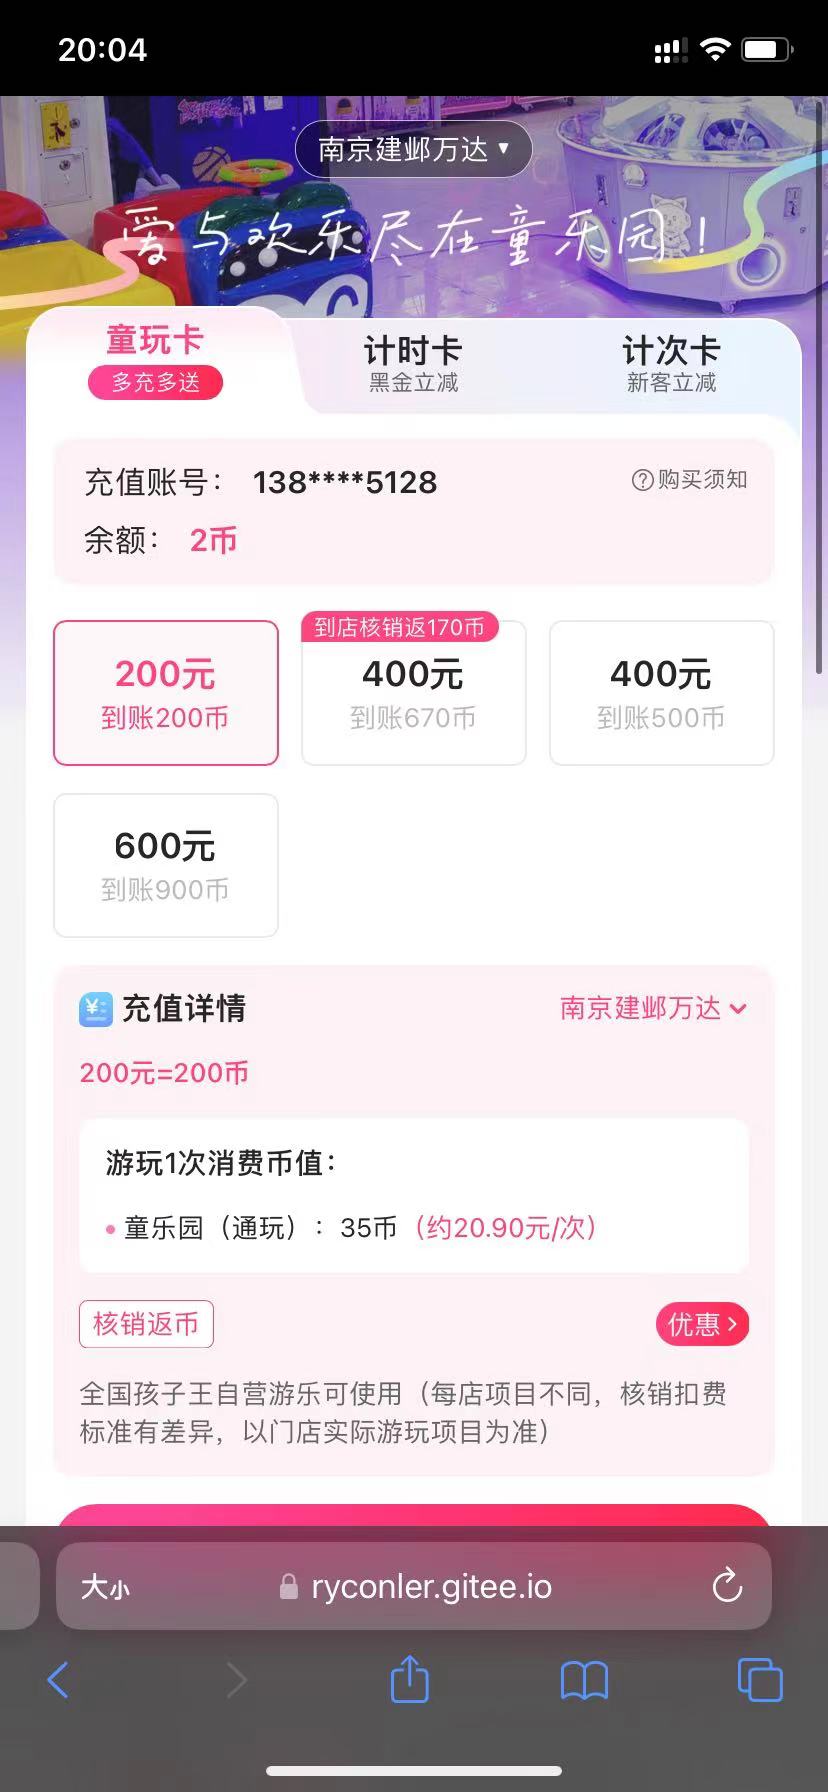 20:04
南京建邺万达 ▼
爱与欢乐尽在童乐园！
童玩卡
多充多送
计时卡
黑金立减
计次卡
新客立减
充值账号： 138****5128
?购买须知
余额： 2币
200元
到账200币
到店核销返170币
400元
到账670币
400元
到账500币
600元
到账900币
¥ 充值详情
南京建邺万达
200元=200币
游玩1次消费币值：
• 童乐园（通玩）：35币（约20.90元/次）
核销返币
优惠 >
全国孩子王自营游乐可使用（每店项目不同，核销扣费
标准有差异，以门店实际游玩项目为准）
大小
ryconler.gitee.io